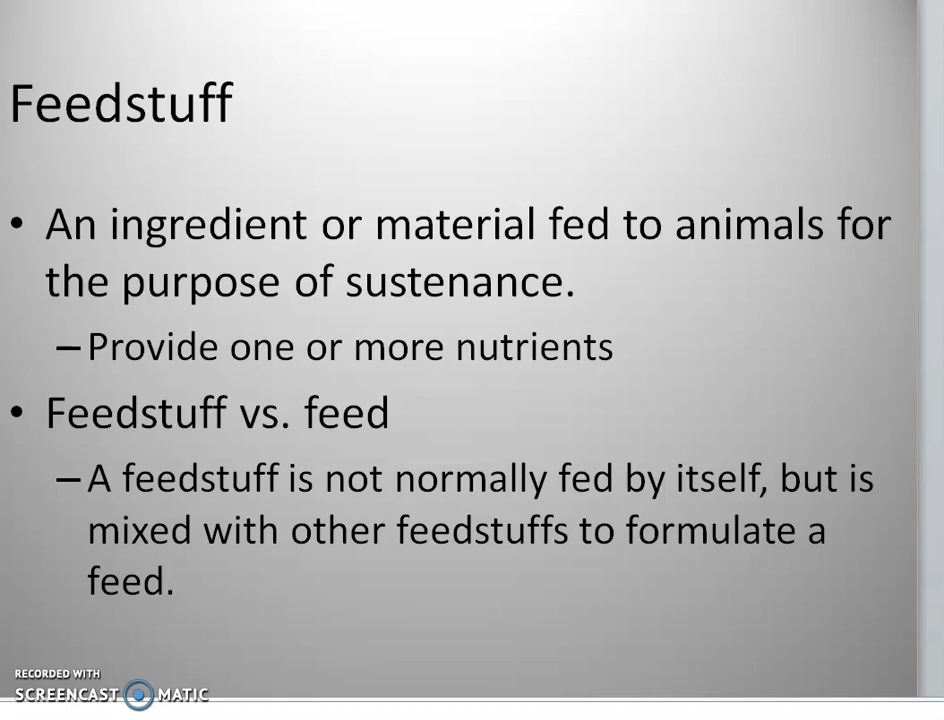 Feedstuff
• An ingredient or material fed to animals for
the purpose of sustenance.
– Provide one or more nutrients
• Feedstuff vs. feed
– A feedstuff is not normally fed by itself, but is
mixed with other feedstuffs to formulate a
feed.
RECORDED WITH
SCREENCAST MATIC